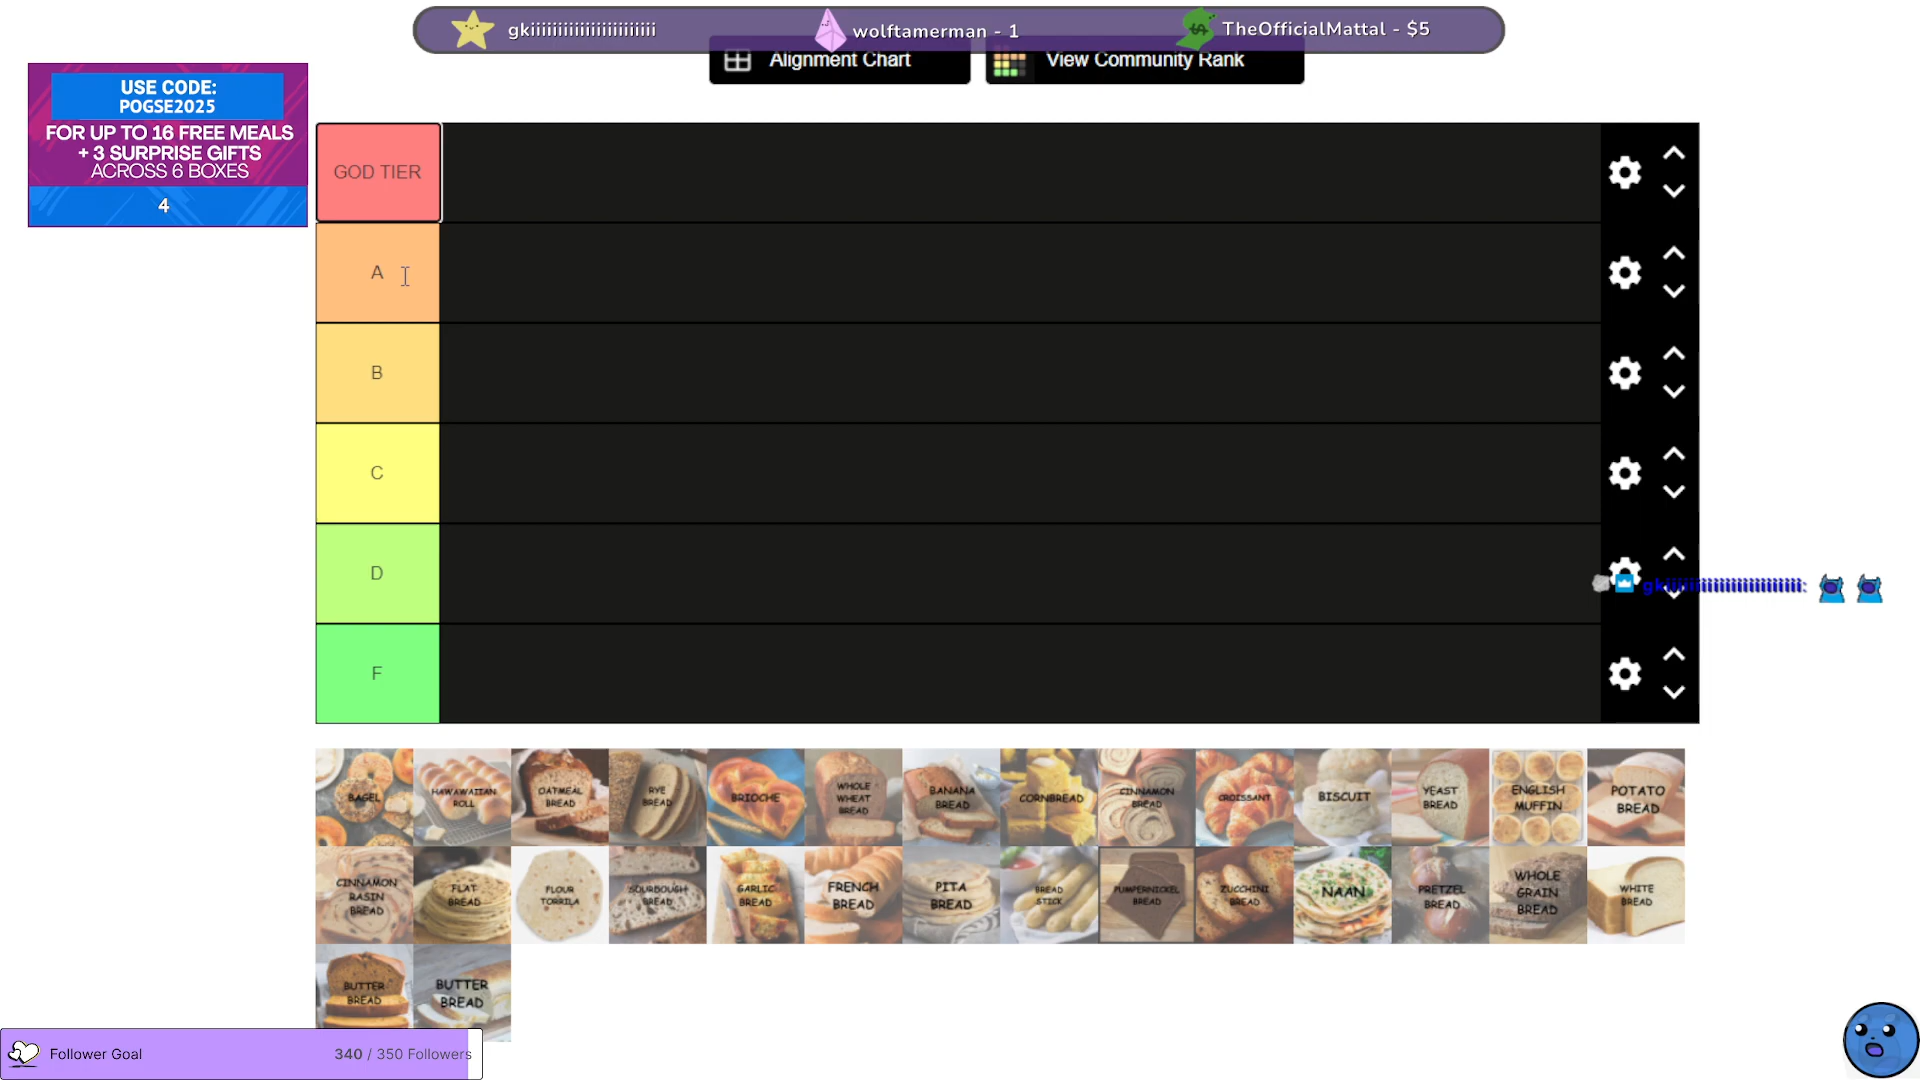 gkiiiiiiiiiiiiiiiiiiiiii
wolftamerman - 1
TheOfficialMattal - $5
Alignment Chart
View Community Rank
USE CODE:
POGSE2025
FOR UP TO 16 FREE MEALS
+ 3 SURPRISE GIFTS
ACROSS 6 BOXES
4
GOD TIER
A
B
C
D
gkiiiiiiiiiiiiiiiiiiiiii:
F
BAGEL
HAWAWAIIAN
ROLL
OATMEAL
BREAD
RYE
BREAD
BRIOCHE
WHOLE
WHEAT
BREAD
BANANA
BREAD
CORNBREAD
CINNAMON
BREAD
CROISSANT
BISCUIT
YEAST
BREAD
ENGLISH
MUFFIN
POTATO
BREAD
CINNAMON
RASIN
BREAD
FLAT
BREAD
FLOUR
TORRILA
SOURBOUGH
BREAD
GARLIC
BREAD
FRENCH
BREAD
PITA
BREAD
BREAD
STICK
PUMPERNICKEL
BREAD
ZUCCHINI
BREAD
NAAN
PRETZEL
BREAD
WHOLE
GRAIN
BREAD
WHITE
BREAD
BUTTER
BREAD
BUTTER
BREAD
Follower Goal
340 / 350 Followers